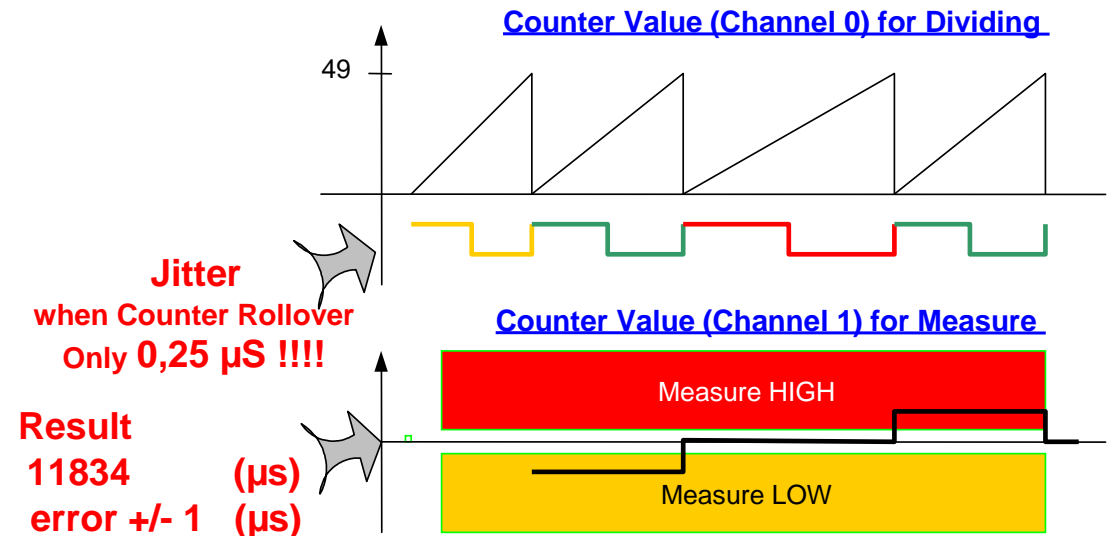 Counter Value (Channel 0) for Dividing
49
Jitter
when Counter Rollover
Only 0,25 µS !!!!
Counter Value (Channel 1) for Measure
Measure HIGH
Result
11834 (µs)
error +/- 1 (µs)
Measure LOW